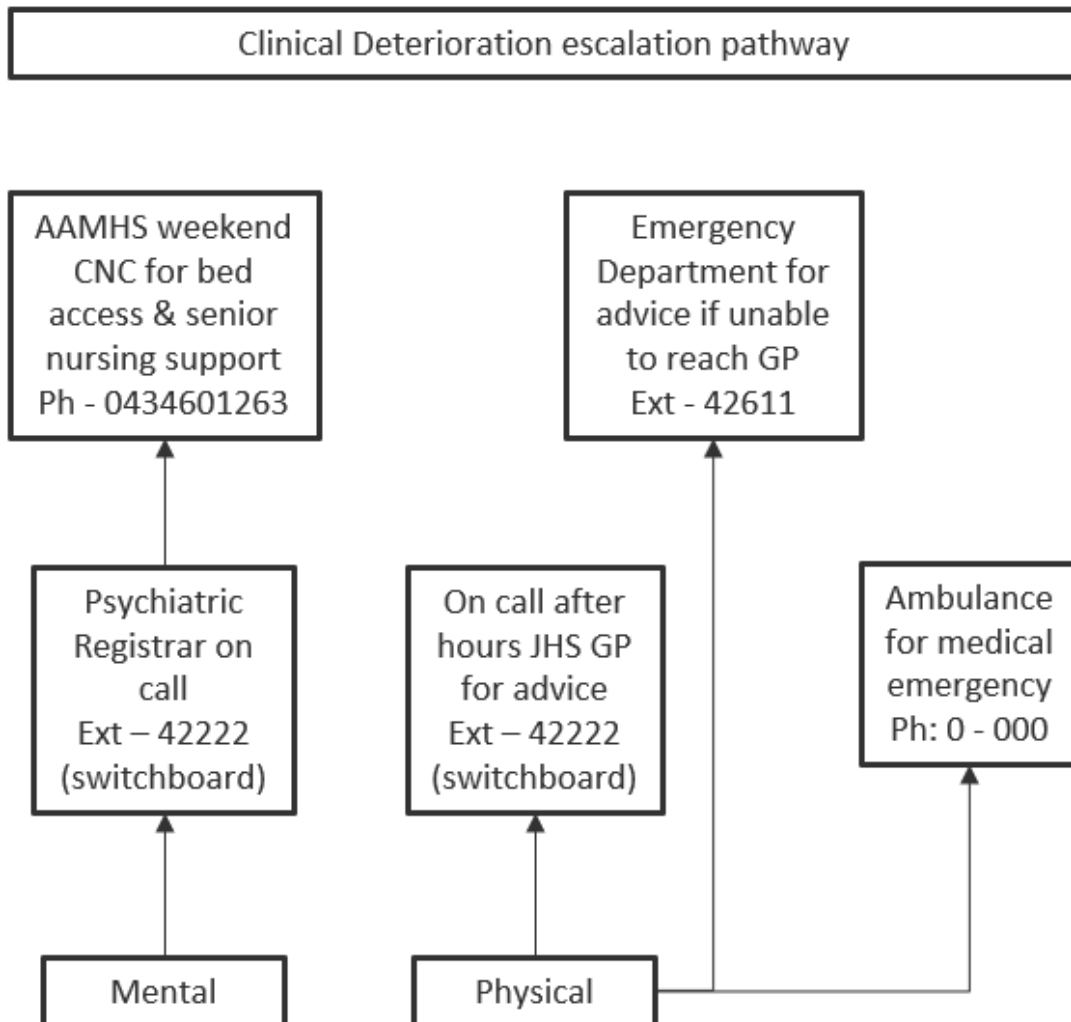 Clinical Deterioration escalation pathway
AAMHS weekend
CNC for bed
access & senior
nursing support
Ph - 0434601263
Emergency
Department for
advice if unable
to reach GP
Ext - 42611
Psychiatric
Registrar on
call
Ext – 42222
(switchboard)
On call after
hours JHS GP
for advice
Ext – 42222
(switchboard)
Ambulance
for medical
emergency
Ph: 0 - 000
Mental
Physical